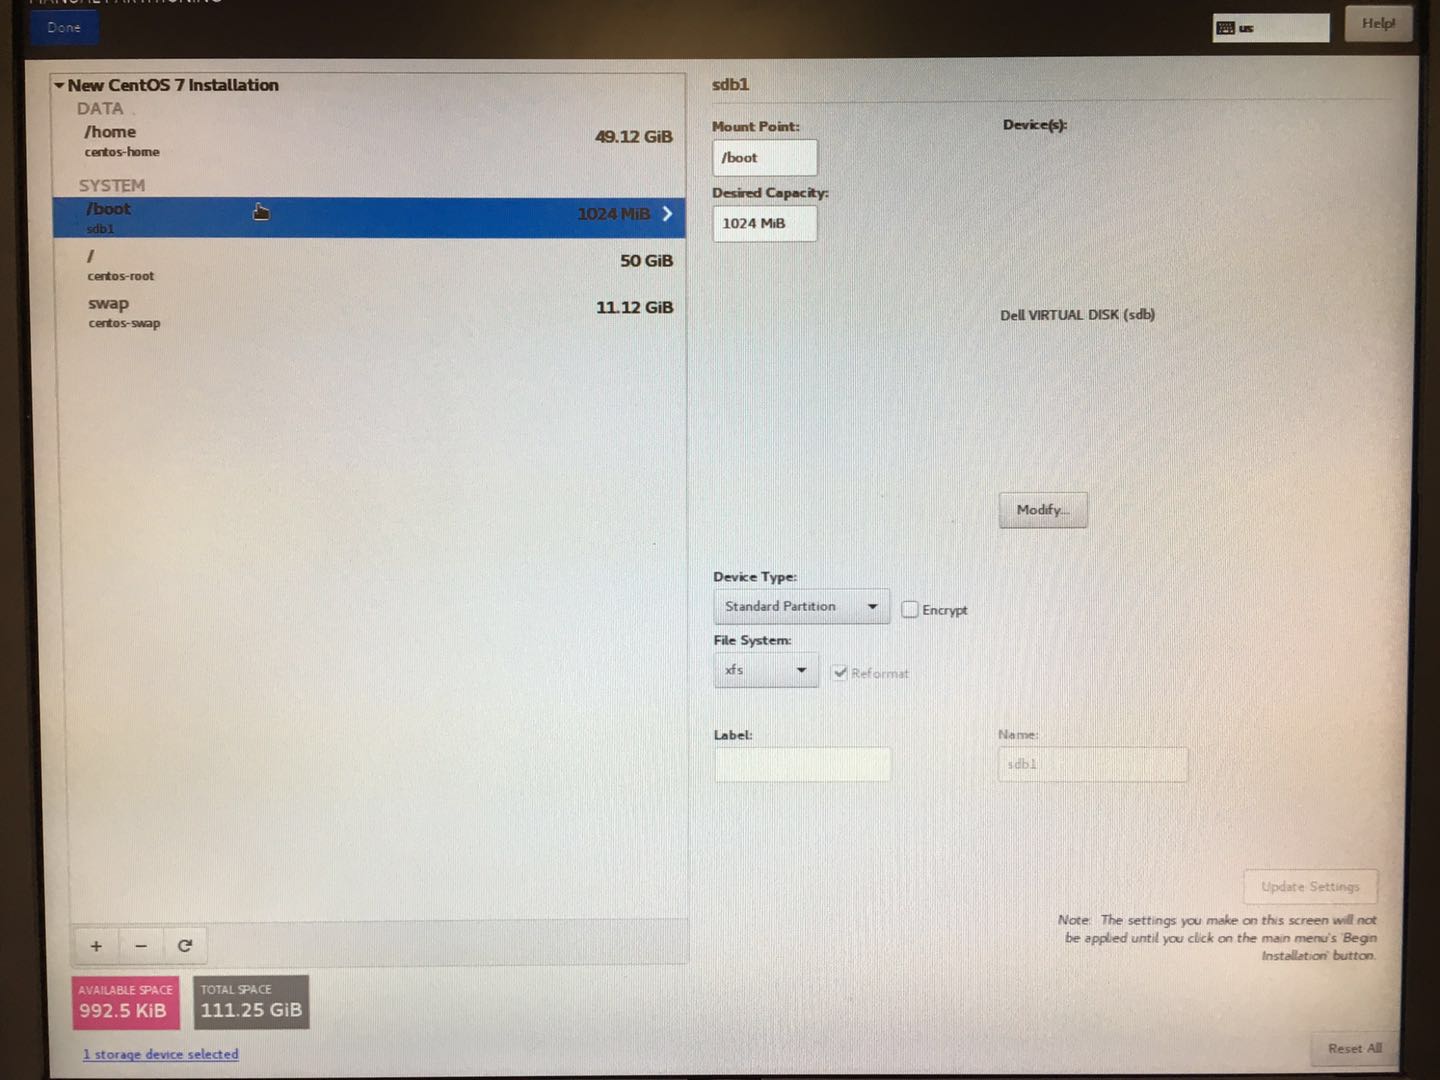 MANUAL PARTITIONING
Done
us
Help!
New CentOS 7 Installation
DATA
/home
49.12 GiB
centos-home
SYSTEM
/boot
1024 MiB
sdb1
/
50 GiB
centos-root
swap
11.12 GiB
centos-swap
sdb1
Mount Point:
/boot
Desired Capacity:
1024 MiB
Device(s):
Dell VIRTUAL DISK (sdb)
Modify...
Device Type:
Standard Partition
Encrypt
File System:
xfs
Reformat
Label:
Name:
sdb1
Update Settings
Note: The settings you make on this screen will not
be applied until you click on the main menu's 'Begin
Installation' button.
+ −
AVAILABLE SPACE
992.5 KiB
TOTAL SPACE
111.25 GiB
1 storage device selected
Reset All